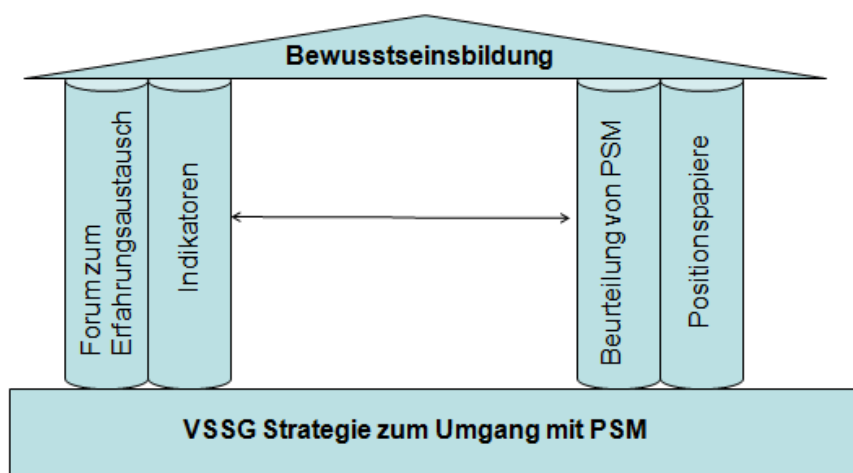 Bewusstseinsbildung
Forum zum
Erfahrungsaustausch
Indikatoren
Beurteilung von PSM
Positionspapiere
VSSG Strategie zum Umgang mit PSM